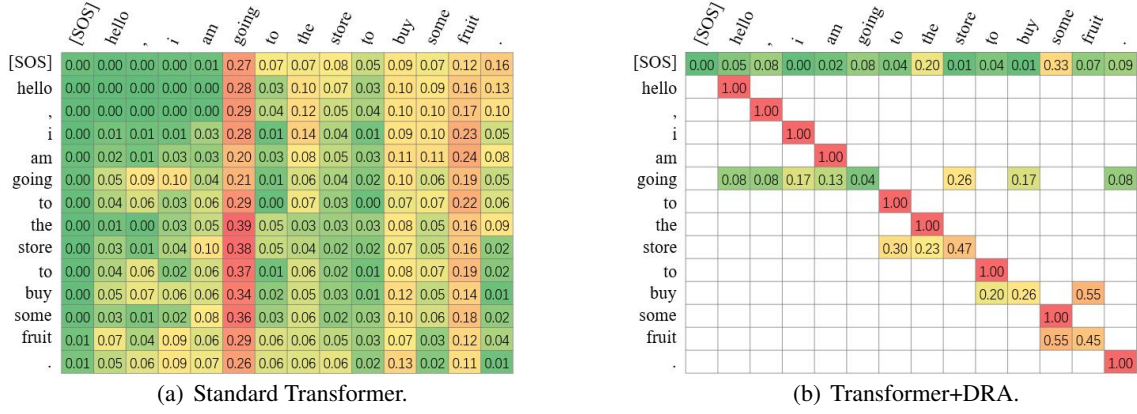 [SOS] hello , i am going to the store to buy some fruit .
[SOS] 0.00 0.00 0.00 0.00 0.01 0.27 0.07 0.07 0.08 0.05 0.09 0.07 0.12 0.16
hello 0.00 0.00 0.00 0.00 0.00 0.28 0.03 0.10 0.07 0.03 0.10 0.09 0.16 0.13
, 0.00 0.00 0.00 0.00 0.00 0.29 0.04 0.12 0.05 0.04 0.10 0.10 0.17 0.10
i 0.00 0.01 0.01 0.01 0.03 0.28 0.01 0.14 0.04 0.01 0.09 0.10 0.23 0.05
am 0.00 0.02 0.01 0.03 0.03 0.20 0.03 0.08 0.05 0.03 0.11 0.11 0.24 0.08
going 0.00 0.05 0.09 0.10 0.04 0.21 0.01 0.06 0.04 0.02 0.10 0.06 0.19 0.05
to 0.00 0.04 0.06 0.03 0.06 0.29 0.00 0.07 0.03 0.00 0.07 0.07 0.22 0.06
the 0.00 0.01 0.00 0.03 0.05 0.39 0.05 0.03 0.03 0.03 0.05 0.08 0.16 0.09
store 0.00 0.03 0.01 0.04 0.10 0.38 0.05 0.04 0.02 0.02 0.07 0.05 0.16 0.02
to 0.00 0.04 0.06 0.02 0.06 0.37 0.01 0.06 0.02 0.01 0.08 0.07 0.19 0.02
buy 0.00 0.05 0.07 0.06 0.06 0.34 0.02 0.05 0.03 0.01 0.12 0.05 0.14 0.01
some 0.00 0.03 0.01 0.02 0.08 0.36 0.03 0.06 0.02 0.03 0.10 0.06 0.18 0.02
fruit 0.01 0.07 0.04 0.09 0.06 0.29 0.03 0.06 0.05 0.03 0.07 0.03 0.12 0.04
. 0.01 0.05 0.06 0.09 0.07 0.26 0.06 0.06 0.06 0.02 0.13 0.02 0.11 0.01
(a) Standard Transformer.
[SOS] hello , i am going to the store to buy some fruit .
[SOS] 0.00 0.05 0.08 0.00 0.02 0.08 0.04 0.20 0.01 0.04 0.01 0.33 0.07 0.09
hello 1.00
, 1.00
i 1.00
am 1.00
going 0.08 0.08 0.17 0.13 0.04 0.26 0.17 0.08
to 1.00
the 1.00
store 0.30 0.23 0.47
to 1.00
buy 0.20 0.26 0.55
some 1.00
fruit 0.55 0.45
. 1.00
(b) Transformer+DRA.